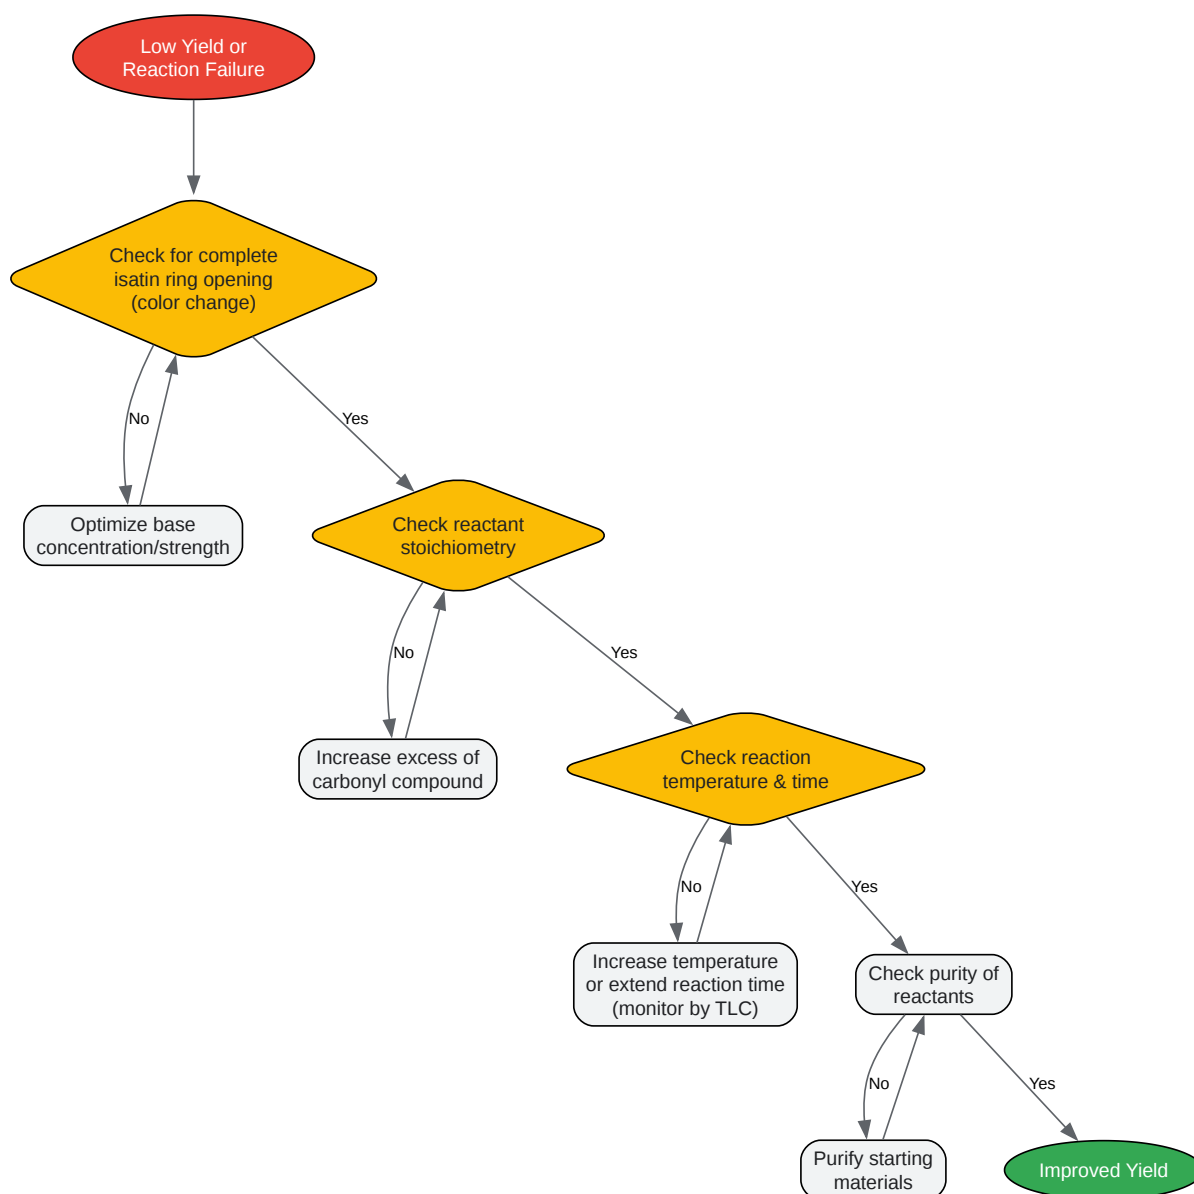 Low Yield or
Reaction Failure
Check for complete
isatin ring opening
(color change)
No
Yes
Optimize base
concentration/strength
Check reactant
stoichiometry
No
Yes
Increase excess of
carbonyl compound
Check reaction
temperature & time
No
Yes
Increase temperature
or extend reaction time
(monitor by TLC)
Check purity of
reactants
No
Yes
Purify starting
materials
Improved Yield